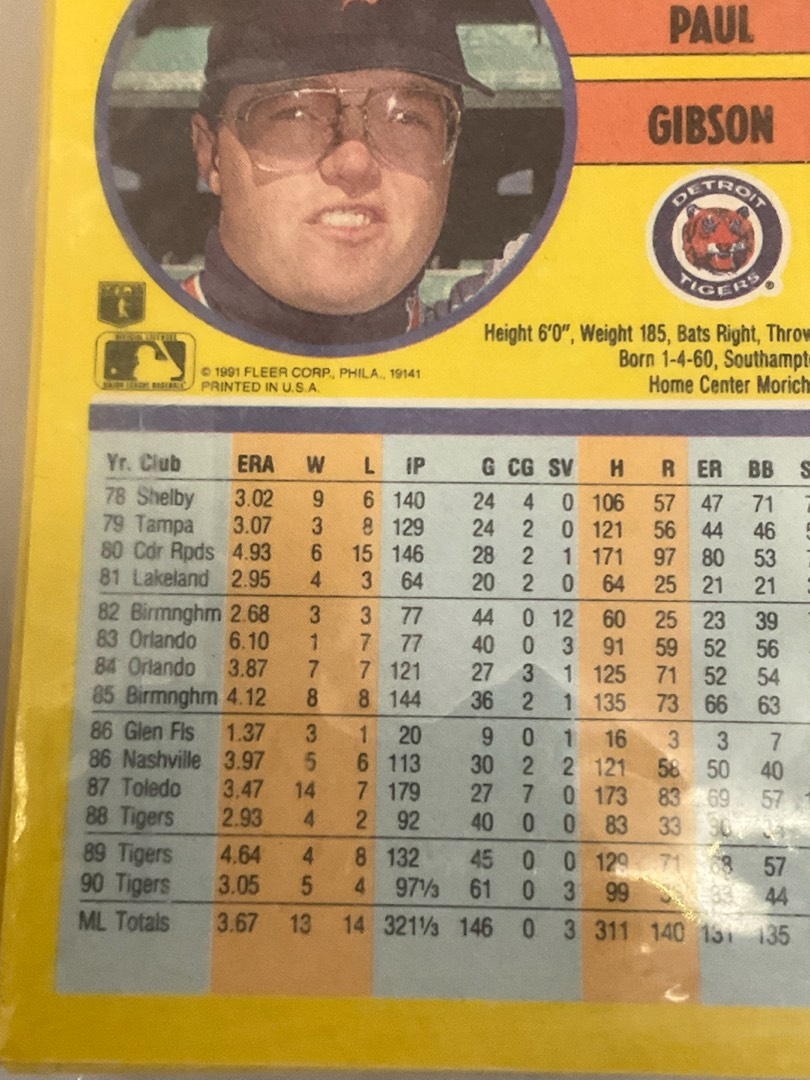 PAUL
GIBSON
DETROIT
TIGERS
Height 6'0", Weight 185, Bats Right, Throw
Born 1-4-60, Southampt
Home Center Morich
© 1991 FLEER CORP., PHILA., 19141
PRINTED IN U.S.A.
Yr. Club ERA W L IP G CG SV H R ER BB S
78 Shelby 3.02 9 6 140 24 4 0 106 57 47 71
79 Tampa 3.07 3 8 129 24 2 0 121 56 44 46
80 Cdr Rpds 4.93 6 15 146 28 2 1 171 97 80 53
81 Lakeland 2.95 4 3 64 20 2 0 64 25 21 21
82 Birmnghm 2.68 3 3 77 44 0 12 60 25 23 39
83 Orlando 6.10 1 7 77 40 0 3 91 59 52 56
84 Orlando 3.87 7 7 121 27 3 1 125 71 52 54
85 Birmnghm 4.12 8 8 144 36 2 1 135 73 66 63
86 Glen Fls 1.37 3 1 20 9 0 1 16 3 3 7
86 Nashville 3.97 5 6 113 30 2 2 121 58 50 40
87 Toledo 3.47 14 7 179 27 7 0 173 83 69 57
88 Tigers 2.93 4 2 92 40 0 0 83 33 30
89 Tigers 4.64 4 8 132 45 0 0 129 71 68 57
90 Tigers 3.05 5 4 97⅓ 61 0 3 99 33 44
ML Totals 3.67 13 14 321⅓ 146 0 3 311 140 131 135